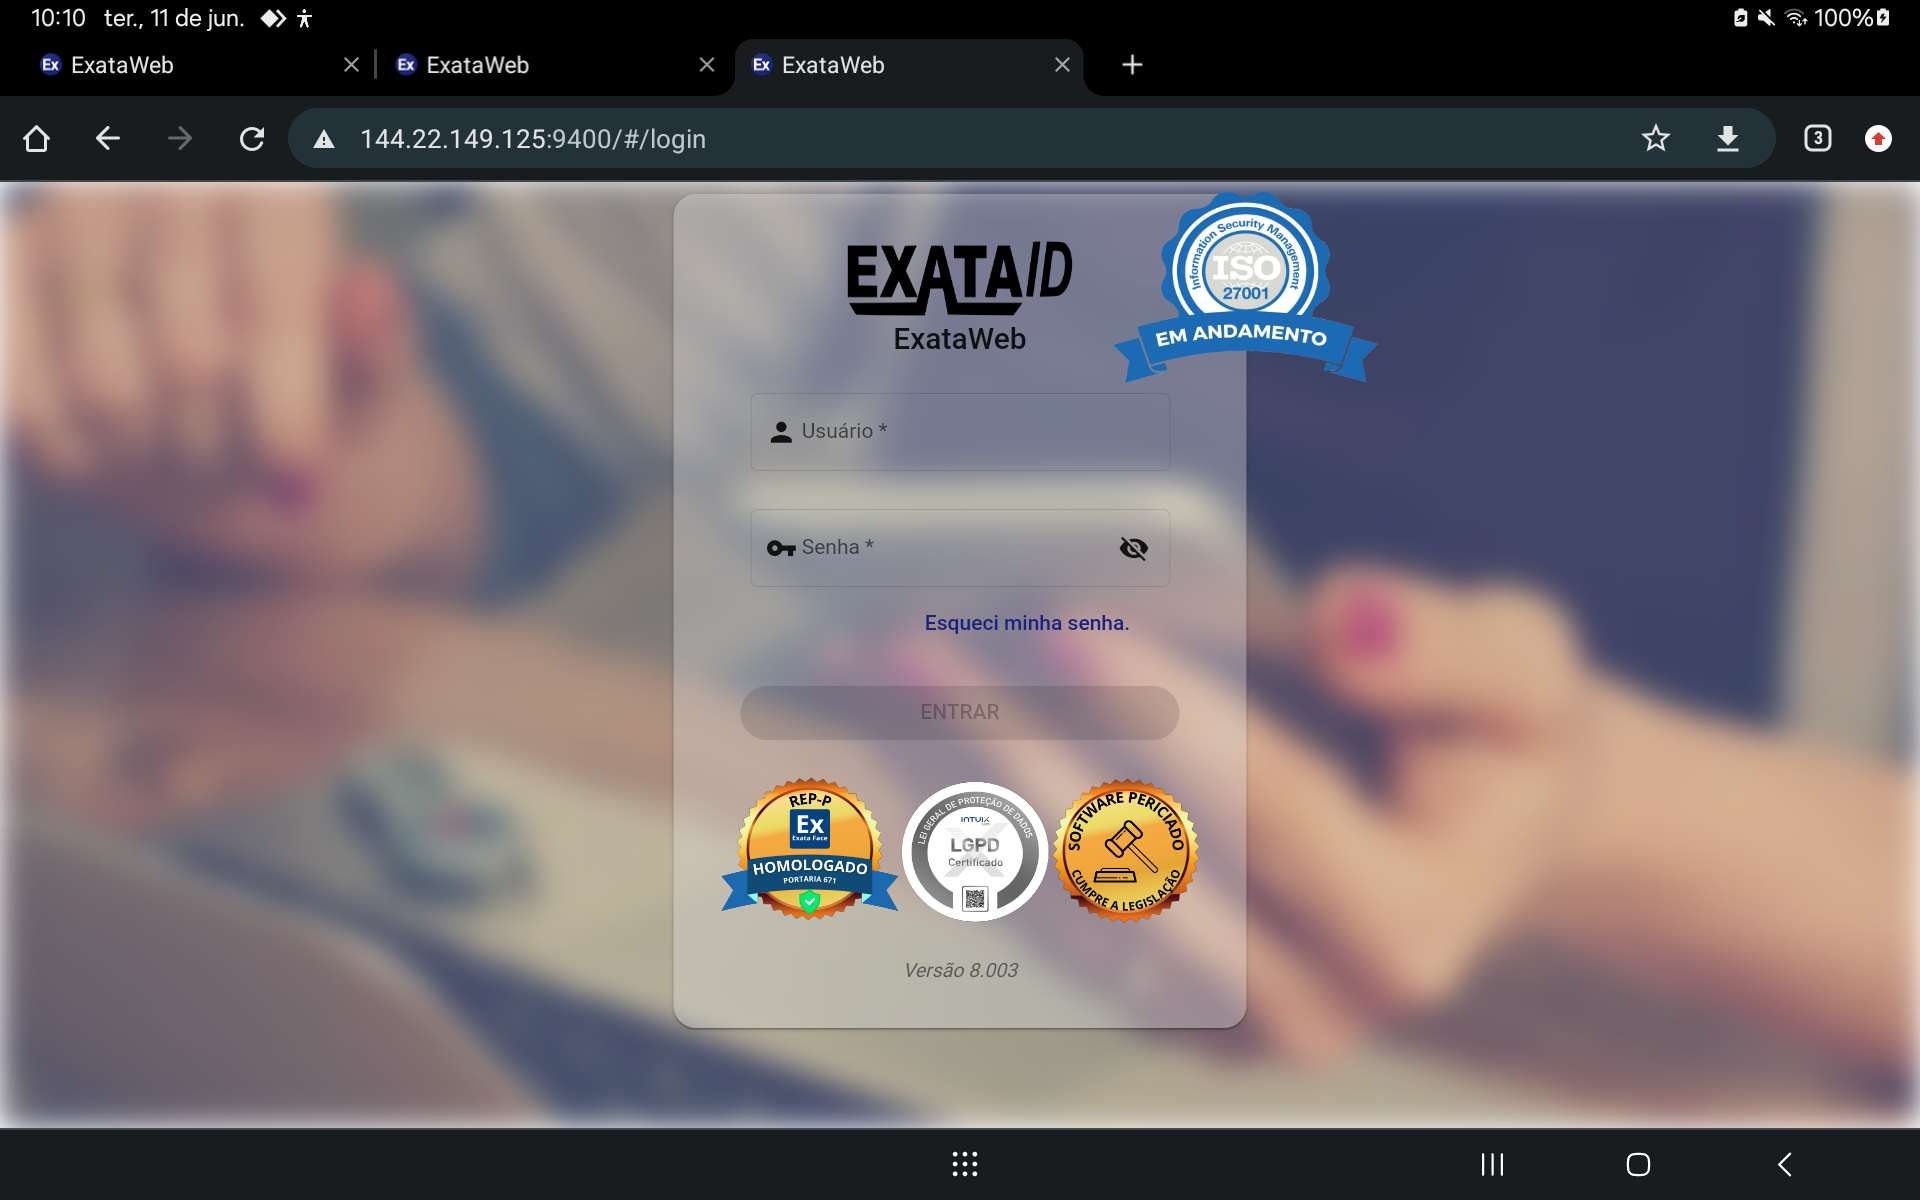 10:10 ter., 11 de jun. 100%
Ex ExataWeb
Ex ExataWeb
Ex ExataWeb
144.22.149.125:9400/#/login 3
EXATAID
ExataWeb
Information Security Management
ISO
27001
EM ANDAMENTO
Usuário *
Senha *
Esqueci minha senha.
ENTRAR
REP-P
Ex
Exata Face
HOMOLOGADO
PORTARIA 671
LEI GERAL DE PROTEÇÃO DE DADOS
INTUIX
LGPD
Certificado
SOFTWARE PERICIADO
CUMPRE A LEGISLAÇÃO
Versão 8.003